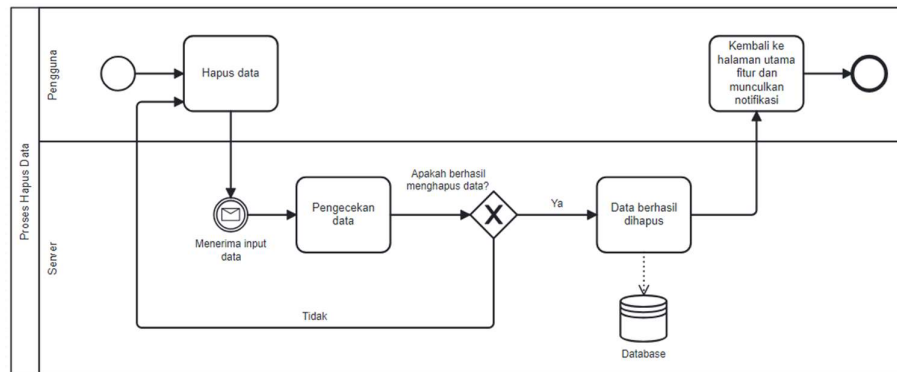 Proses Hapus Data
Pengguna
Hapus data
Kembali ke
halaman utama
fitur dan
munculkan
notifikasi
Server
Menerima input
data
Pengecekan
data
Apakah berhasil
menghapus data?
Ya
Data berhasil
dihapus
Tidak
Database